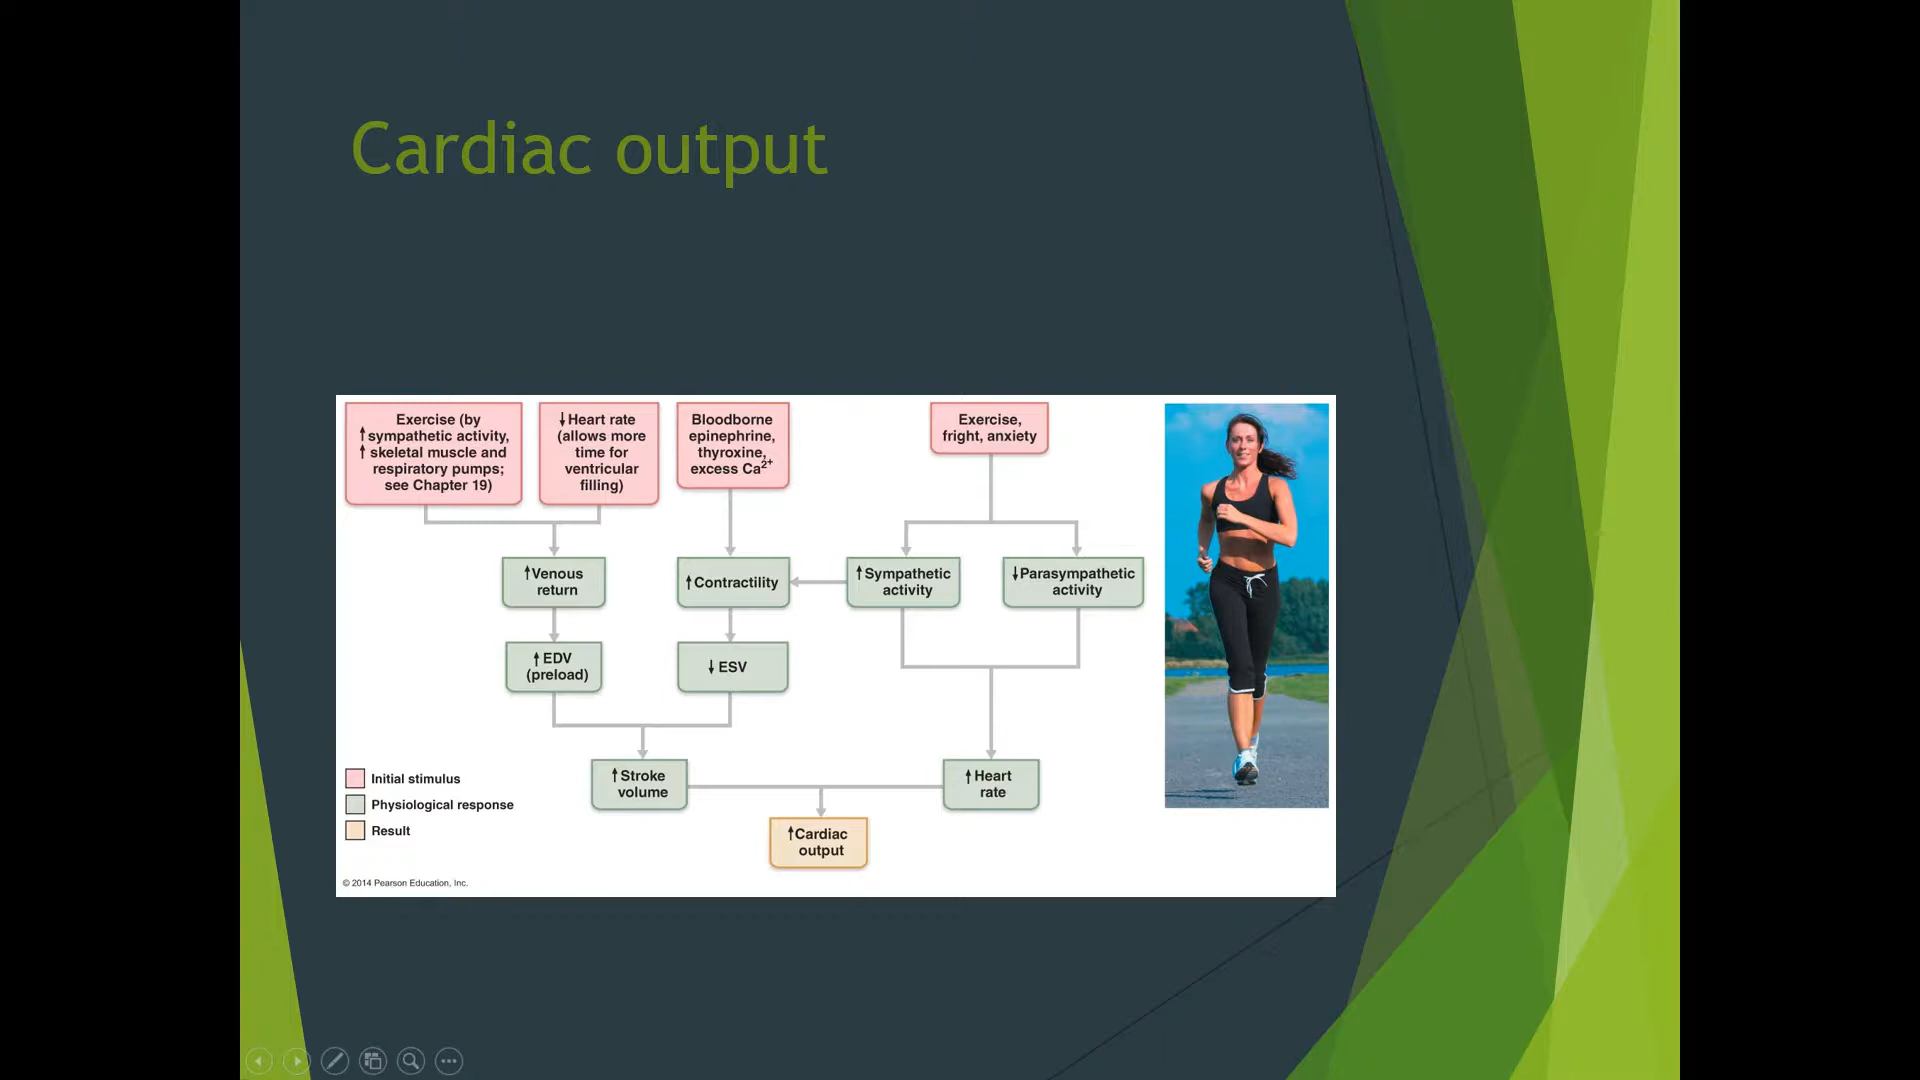 Cardiac output
Exercise (by
↑sympathetic activity,
↑ skeletal muscle and
respiratory pumps;
see Chapter 19)
↓Heart rate
(allows more
time for
ventricular
filling)
Bloodborne
epinephrine,
thyroxine,
excess Ca²⁺
Exercise,
fright, anxiety
↑Venous
return
↑Contractility
↑Sympathetic
activity
↓Parasympathetic
activity
↑EDV
(preload)
↓ESV
↑Stroke
volume
↑Heart
rate
↑Cardiac
output
Initial stimulus
Physiological response
Result
© 2014 Pearson Education, Inc.